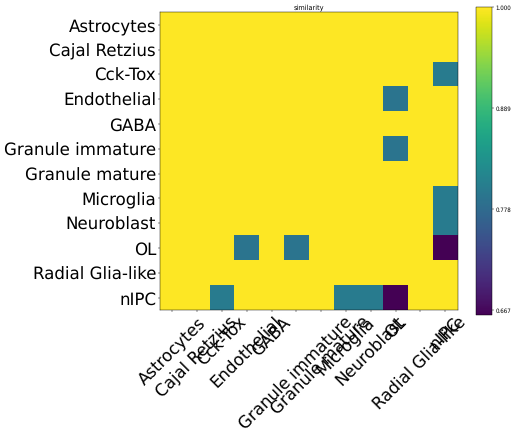 similarity
Astrocytes
Cajal Retzius
Cck-Tox
Endothelial
GABA
Granule immature
Granule mature
Microglia
Neuroblast
OL
Radial Glia-like
nIPC
1.000
0.889
0.778
0.667
Astrocytes
Cajal Retzius
Cck-Tox
Endothelial
GABA
Granule immature
Granule mature
Microglia
Neuroblast
OL
Radial Glia-like
nIPC